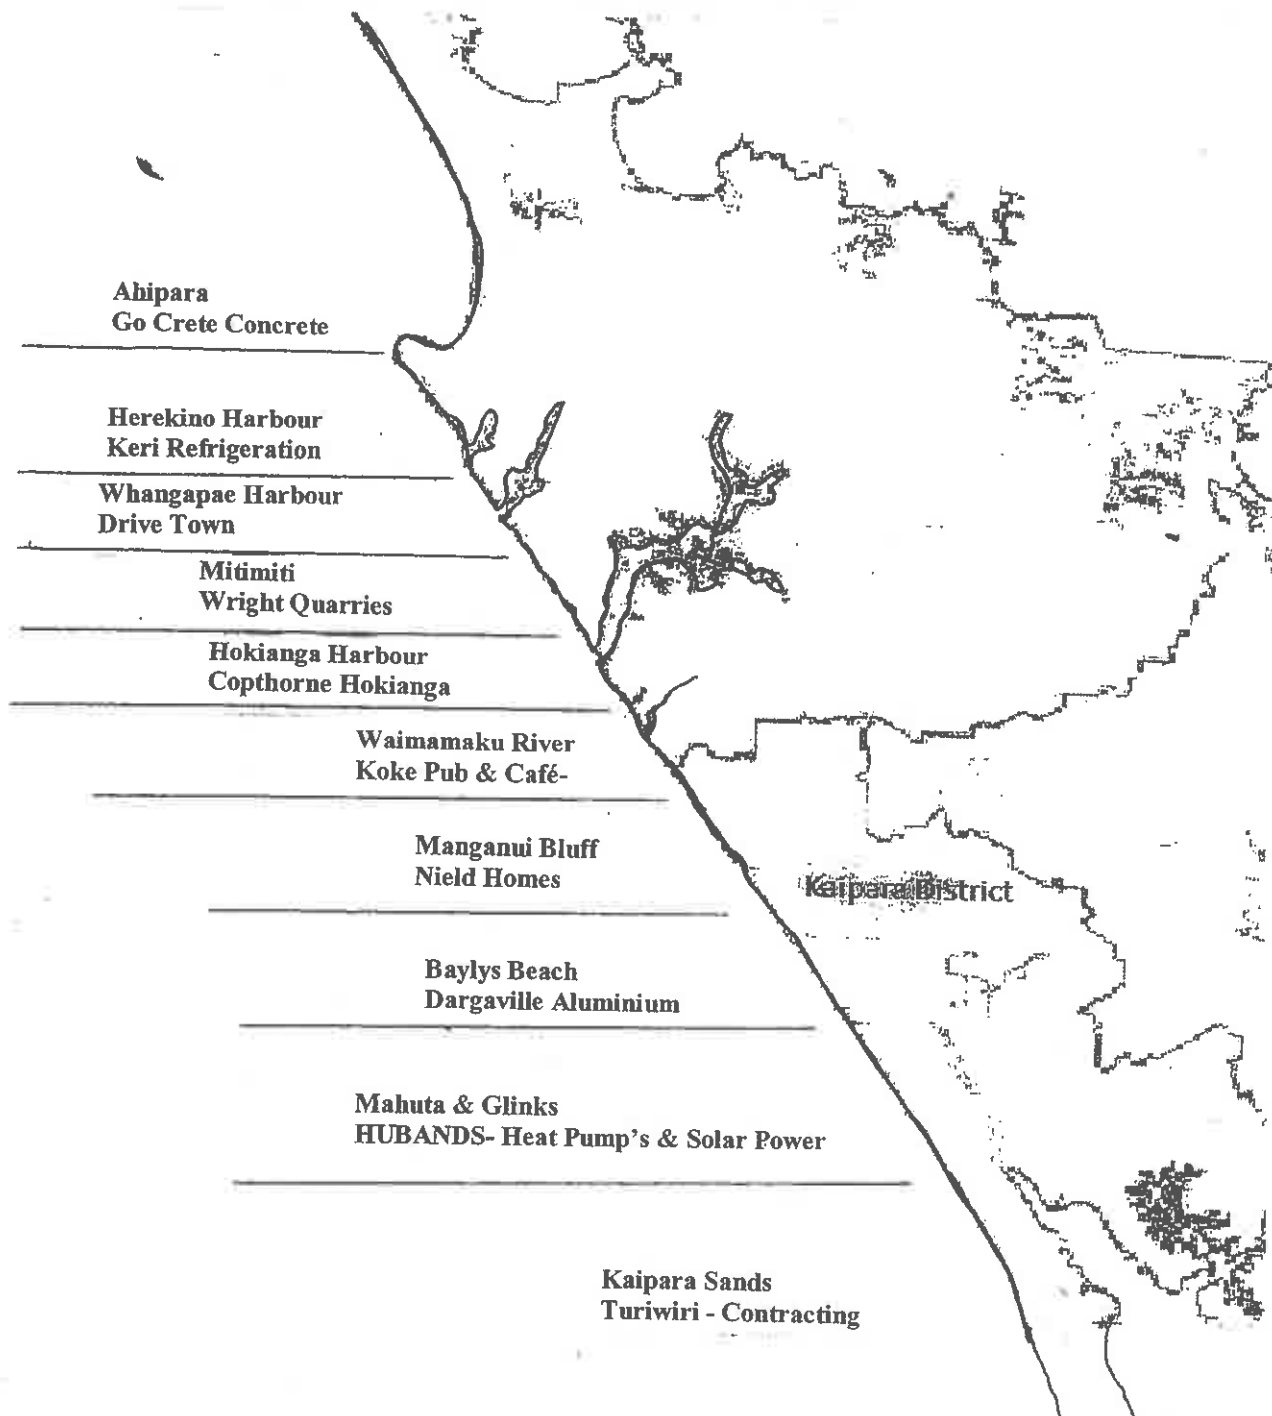 Ahipara
Go Crete Concrete
Herekino Harbour
Keri Refrigeration
Whangapae Harbour
Drive Town
Mitimiti
Wright Quarries
Hokianga Harbour
Copthorne Hokianga
Waimamaku River
Koke Pub & Café-
Manganui Bluff
Nield Homes
Kaipara District
Baylys Beach
Dargaville Aluminium
Mahuta & Glinks
HUBANDS- Heat Pump's & Solar Power
Kaipara Sands
Turiwiri - Contracting